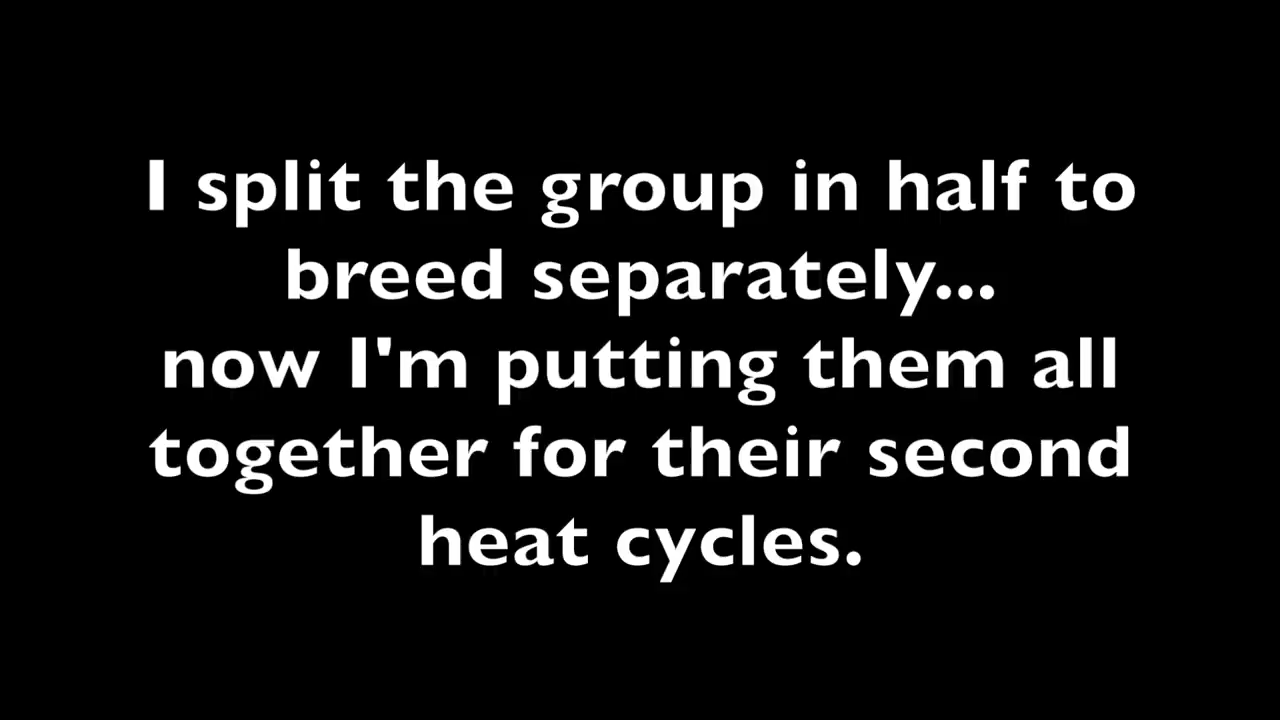 I split the group in half to
breed separately...
now I'm putting them all
together for their second
heat cycles.